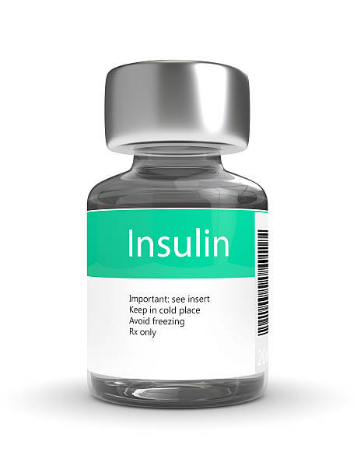 Insulin
Important: see insert
Keep in cold place
Avoid freezing
Rx only